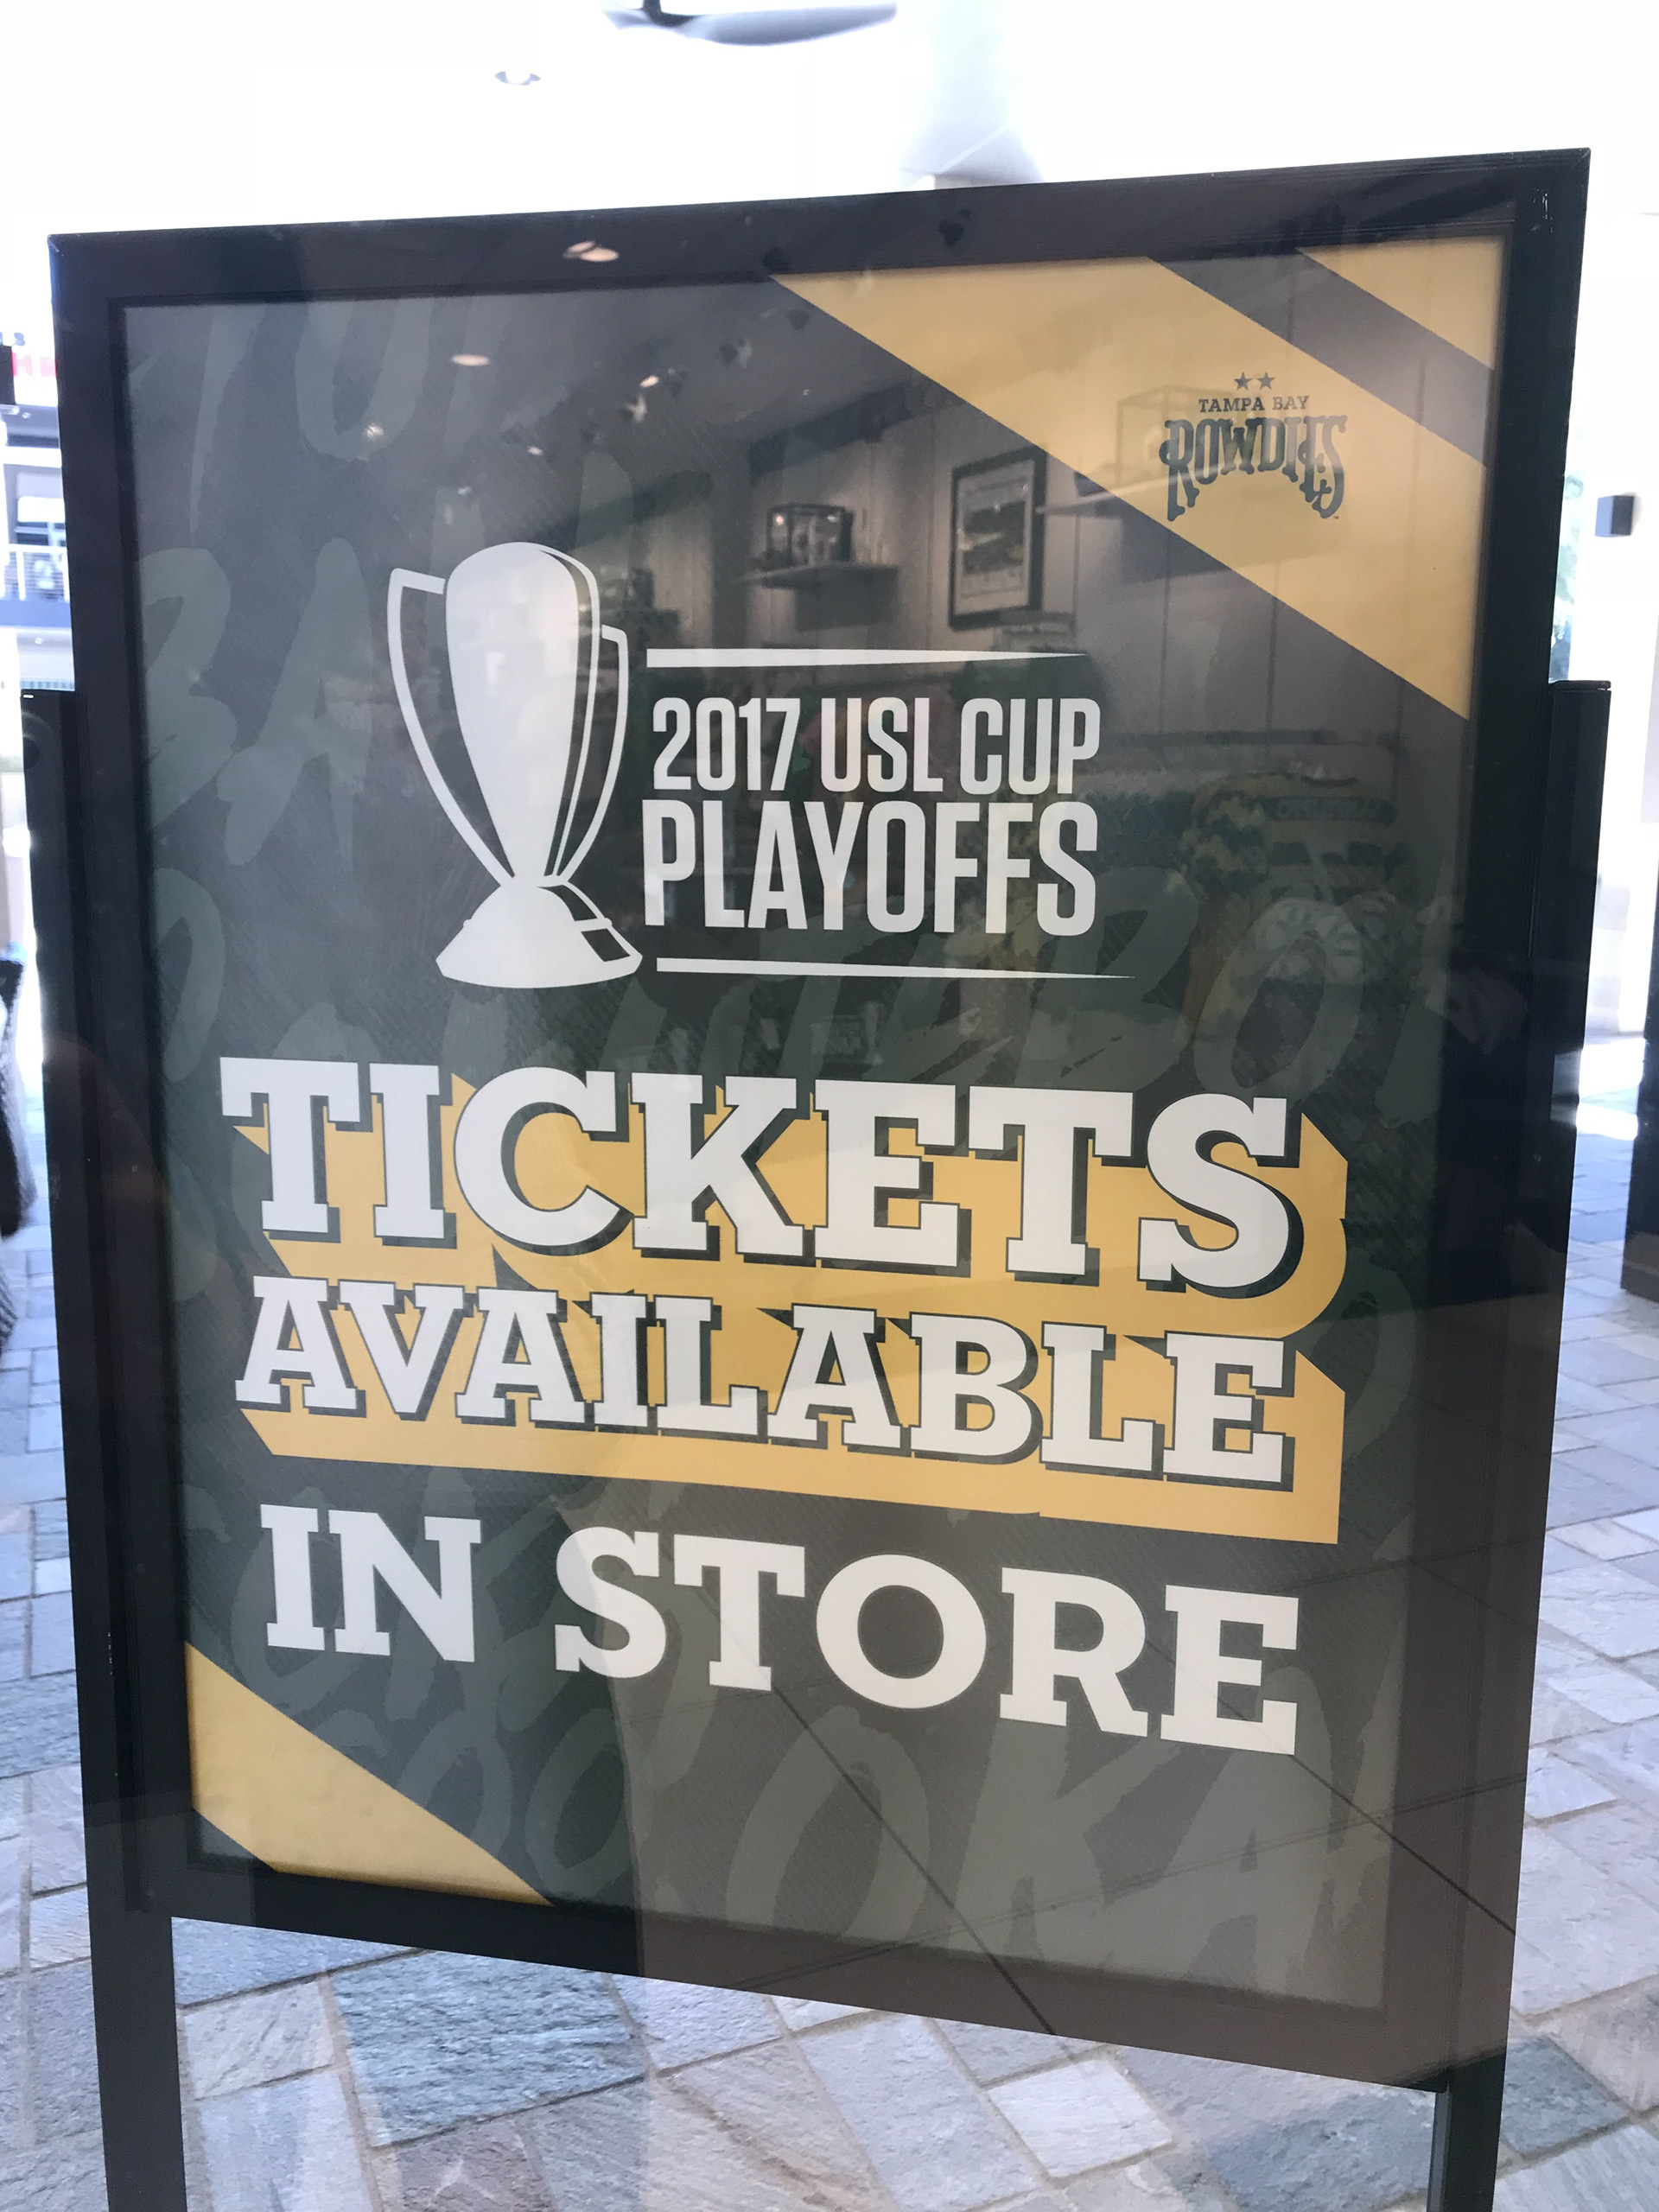 ★★
TAMPA BAY
ROWDIES
2017 USL CUP
PLAYOFFS
TICKETS
AVAILABLE
IN STORE